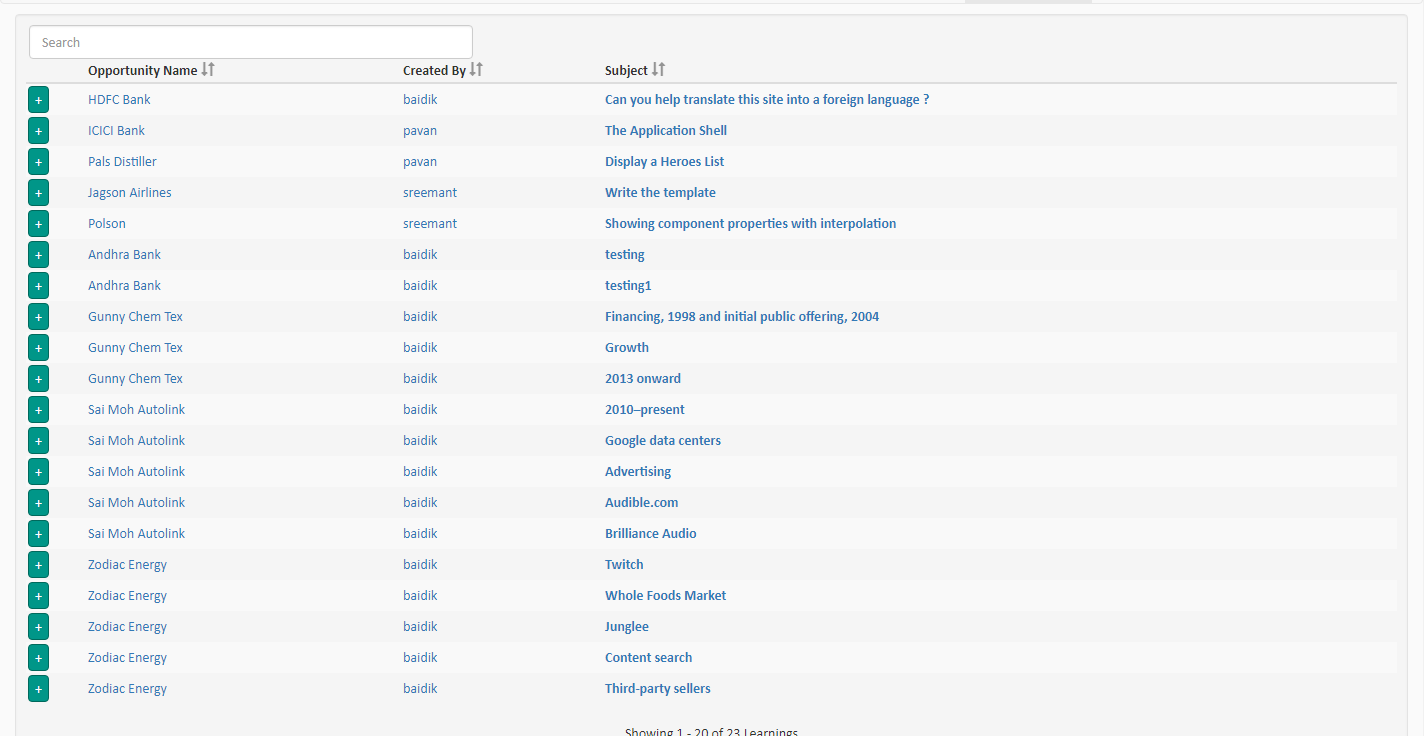 Search
Opportunity Name Created By Subject
+ HDFC Bank baidik Can you help translate this site into a foreign language ?
+ ICICI Bank pavan The Application Shell
+ Pals Distiller pavan Display a Heroes List
+ Jagson Airlines sreemant Write the template
+ Polson sreemant Showing component properties with interpolation
+ Andhra Bank baidik testing
+ Andhra Bank baidik testing1
+ Gunny Chem Tex baidik Financing, 1998 and initial public offering, 2004
+ Gunny Chem Tex baidik Growth
+ Gunny Chem Tex baidik 2013 onward
+ Sai Moh Autolink baidik 2010–present
+ Sai Moh Autolink baidik Google data centers
+ Sai Moh Autolink baidik Advertising
+ Sai Moh Autolink baidik Audible.com
+ Sai Moh Autolink baidik Brilliance Audio
+ Zodiac Energy baidik Twitch
+ Zodiac Energy baidik Whole Foods Market
+ Zodiac Energy baidik Junglee
+ Zodiac Energy baidik Content search
+ Zodiac Energy baidik Third-party sellers
Showing 1 - 20 of 23 Learnings